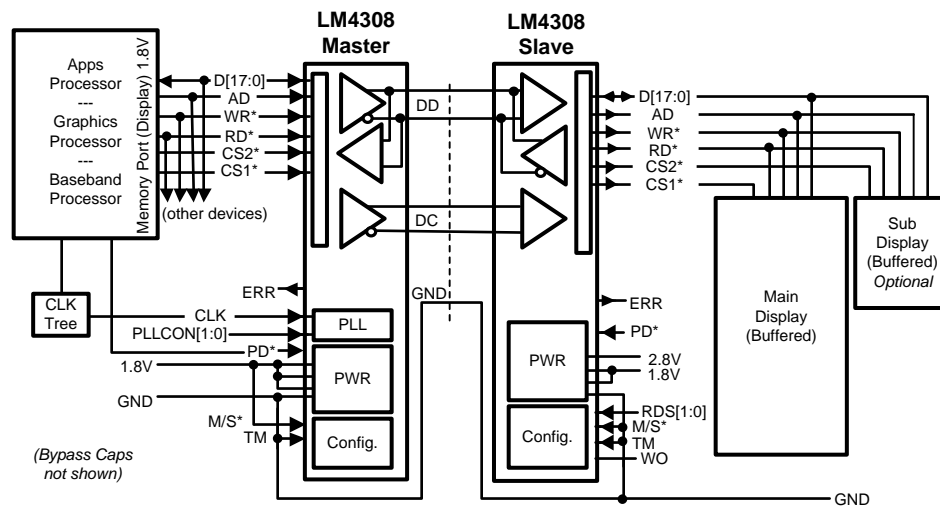 LM4308
Master
LM4308
Slave
Apps
Processor
---
Graphics
Processor
---
Baseband
Processor
Memory Port (Display) 1.8V
D[17:0]
AD
WR*
RD*
CS2*
CS1*
(other devices)
DD
DC
D[17:0]
AD
WR*
RD*
CS2*
CS1*
Main
Display
(Buffered)
Sub
Display
(Buffered)
Optional
CLK
Tree
ERR
CLK
PLLCON[1:0]
PD*
1.8V
GND
M/S*
TM
PLL
PWR
Config.
GND
PWR
Config.
ERR
PD*
2.8V
1.8V
RDS[1:0]
M/S*
TM
WO
GND
(Bypass Caps
not shown)